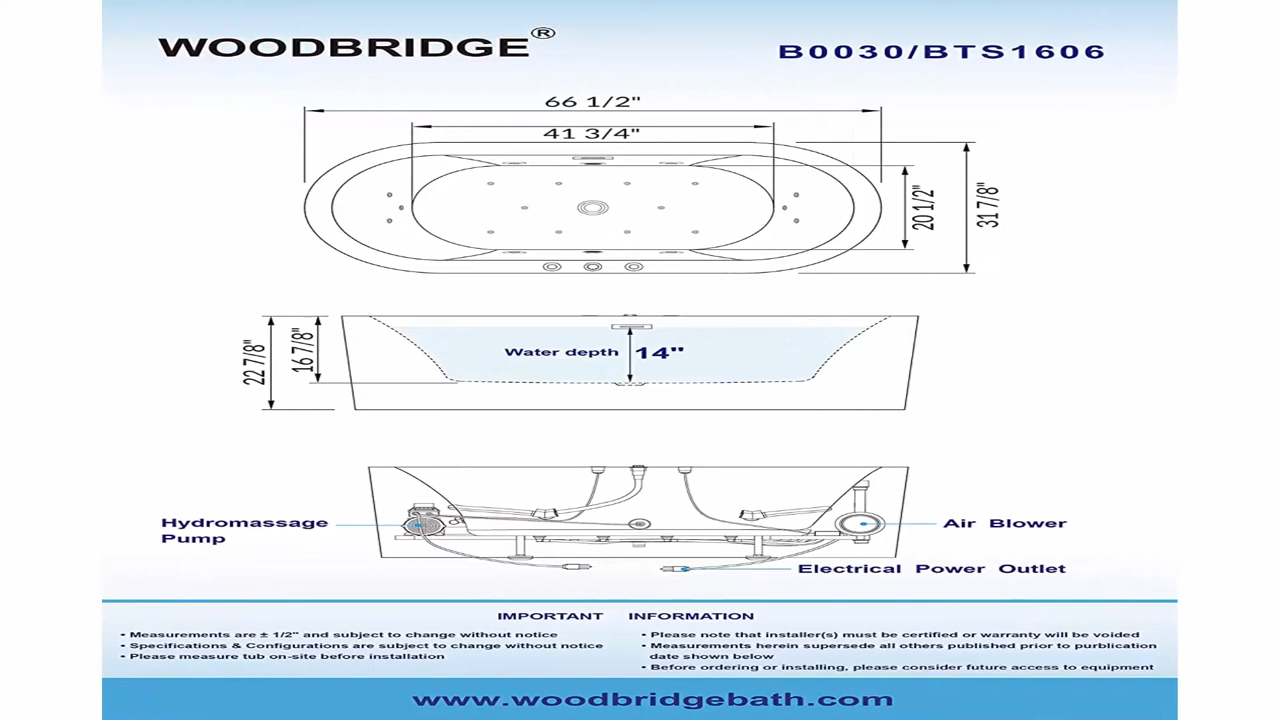 WOODBRIDGE®
B0030/BTS1606
66 1/2"
41 3/4"
20 1/2"
31 7/8"
22 7/8"
16 7/8"
Water depth 14"
Hydromassage
Pump
Air Blower
Electrical Power Outlet
IMPORTANT INFORMATION
• Measurements are ± 1/2" and subject to change without notice
• Specifications & Configurations are subject to change without notice
• Please measure tub on-site before installation
• Please note that installer(s) must be certified or warranty will be voided
• Measurements herein supersede all others published prior to purblication
date shown below
• Before ordering or installing, please consider future access to equipment
www.woodbridgebath.com